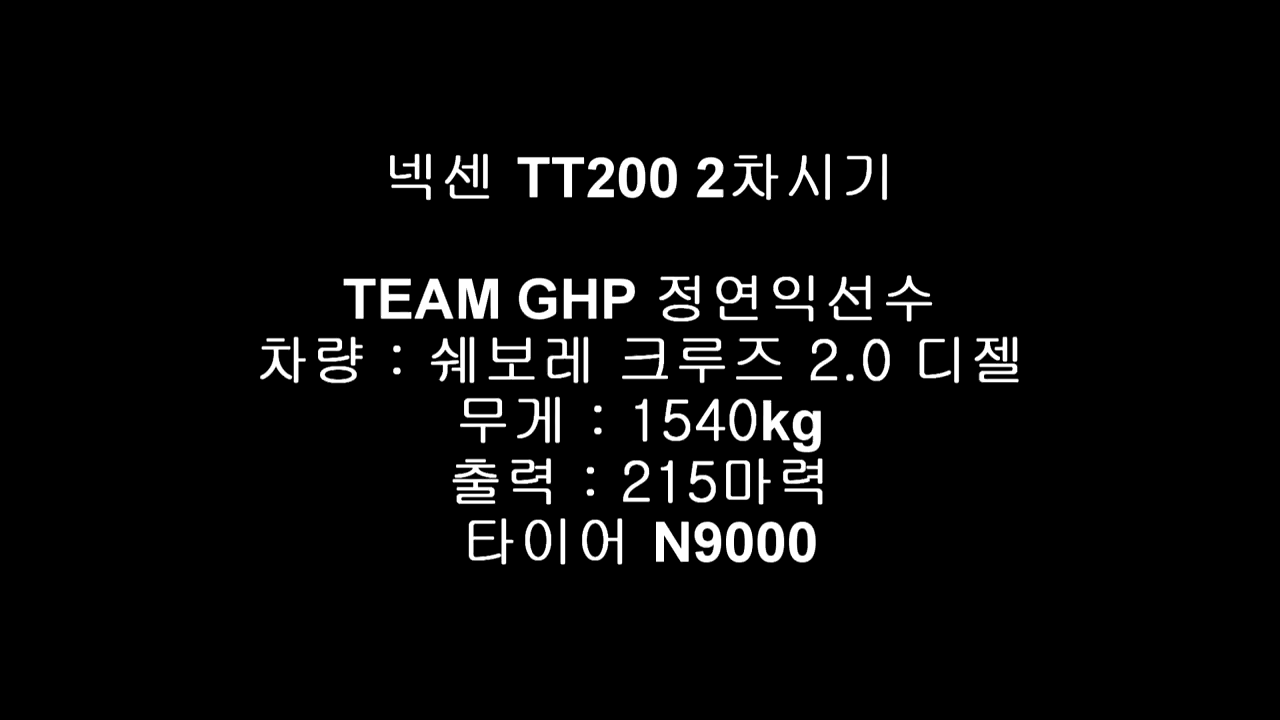 넥센 TT200 2차시기
TEAM GHP 정연익선수
차량 : 쉐보레 크루즈 2.0 디젤
무게 : 1540kg
출력 : 215마력
타이어 N9000